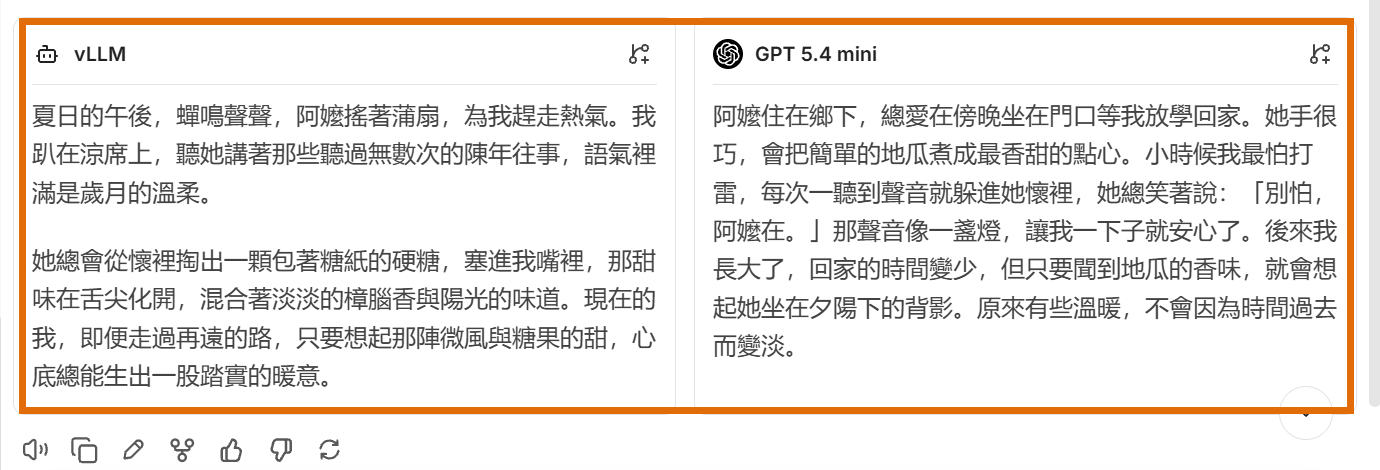 vLLM
夏日的午後，蟬鳴聲聲，阿嬤搖著蒲扇，為我趕走熱氣。我
趴在涼席上，聽她講著那些聽過無數次的陳年往事，語氣裡
滿是歲月的溫柔。
她總會從懷裡掏出一顆包著糖紙的硬糖，塞進我嘴裡，那甜
味在舌尖化開，混合著淡淡的樟腦香與陽光的味道。現在的
我，即便走過再遠的路，只要想起那陣微風與糖果的甜，心
底總能生出一股踏實的暖意。
GPT 5.4 mini
阿嬤住在鄉下，總愛在傍晚坐在門口等我放學回家。她手很
巧，會把簡單的地瓜煮成最香甜的點心。小時候我最怕打
雷，每次一聽到聲音就躲進她懷裡，她總笑著說：「別怕，
阿嬤在。」那聲音像一盞燈，讓我一下子就安心了。後來我
長大了，回家的時間變少，但只要聞到地瓜的香味，就會想
起她坐在夕陽下的背影。原來有些溫暖，不會因為時間過去
而變淡。